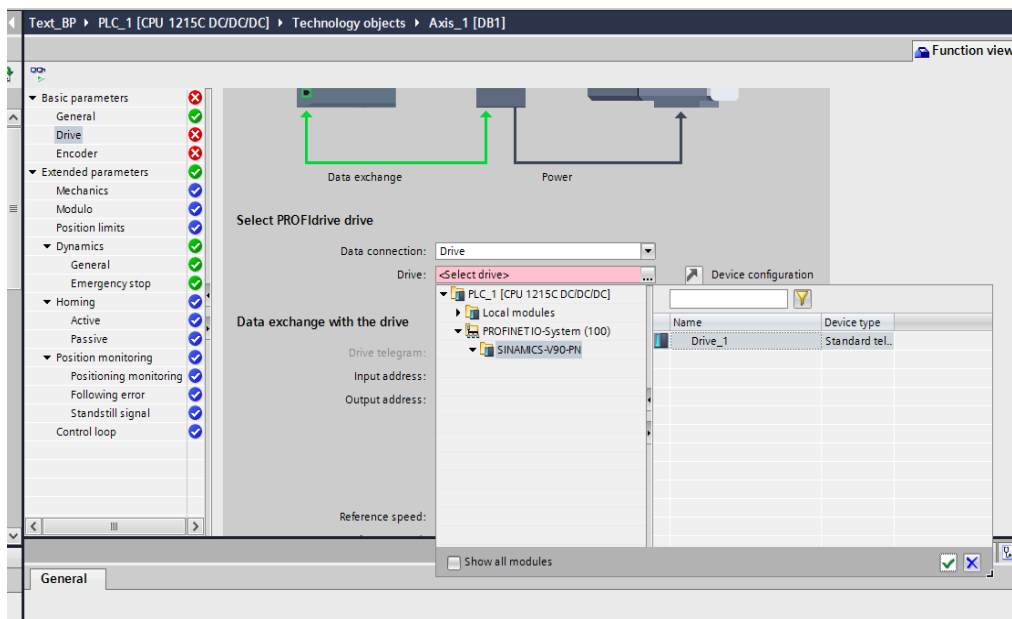 Text_BP ▸ PLC_1 [CPU 1215C DC/DC/DC] ▸ Technology objects ▸ Axis_1 [DB1]
Function view
Basic parameters
General
Drive
Encoder
Extended parameters
Mechanics
Modulo
Position limits
Dynamics
General
Emergency stop
Homing
Active
Passive
Position monitoring
Positioning monitoring
Following error
Standstill signal
Control loop
Data exchange Power
Select PROFIdrive drive
Data connection: Drive
Drive: <Select drive> ... Device configuration
PLC_1 [CPU 1215C DC/DC/DC]
Local modules
PROFINET IO-System (100)
SINAMICS-V90-PN
Name Device type
Drive_1 Standard tel..
Data exchange with the drive
Drive telegram:
Input address:
Output address:
Reference speed:
Show all modules
General